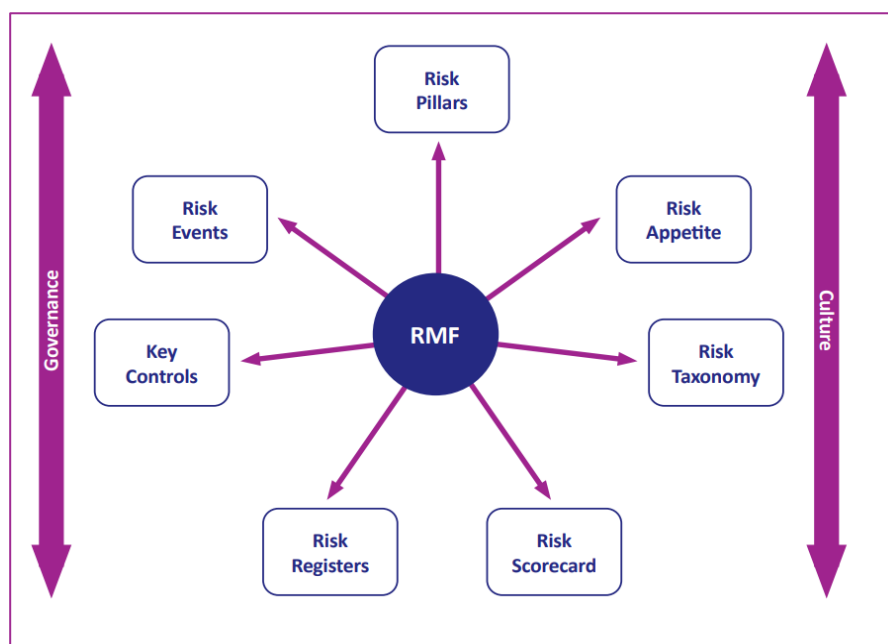 Risk
Pillars
Risk
Events
Risk
Appetite
Governance
RMF
Culture
Key
Controls
Risk
Taxonomy
Risk
Registers
Risk
Scorecard